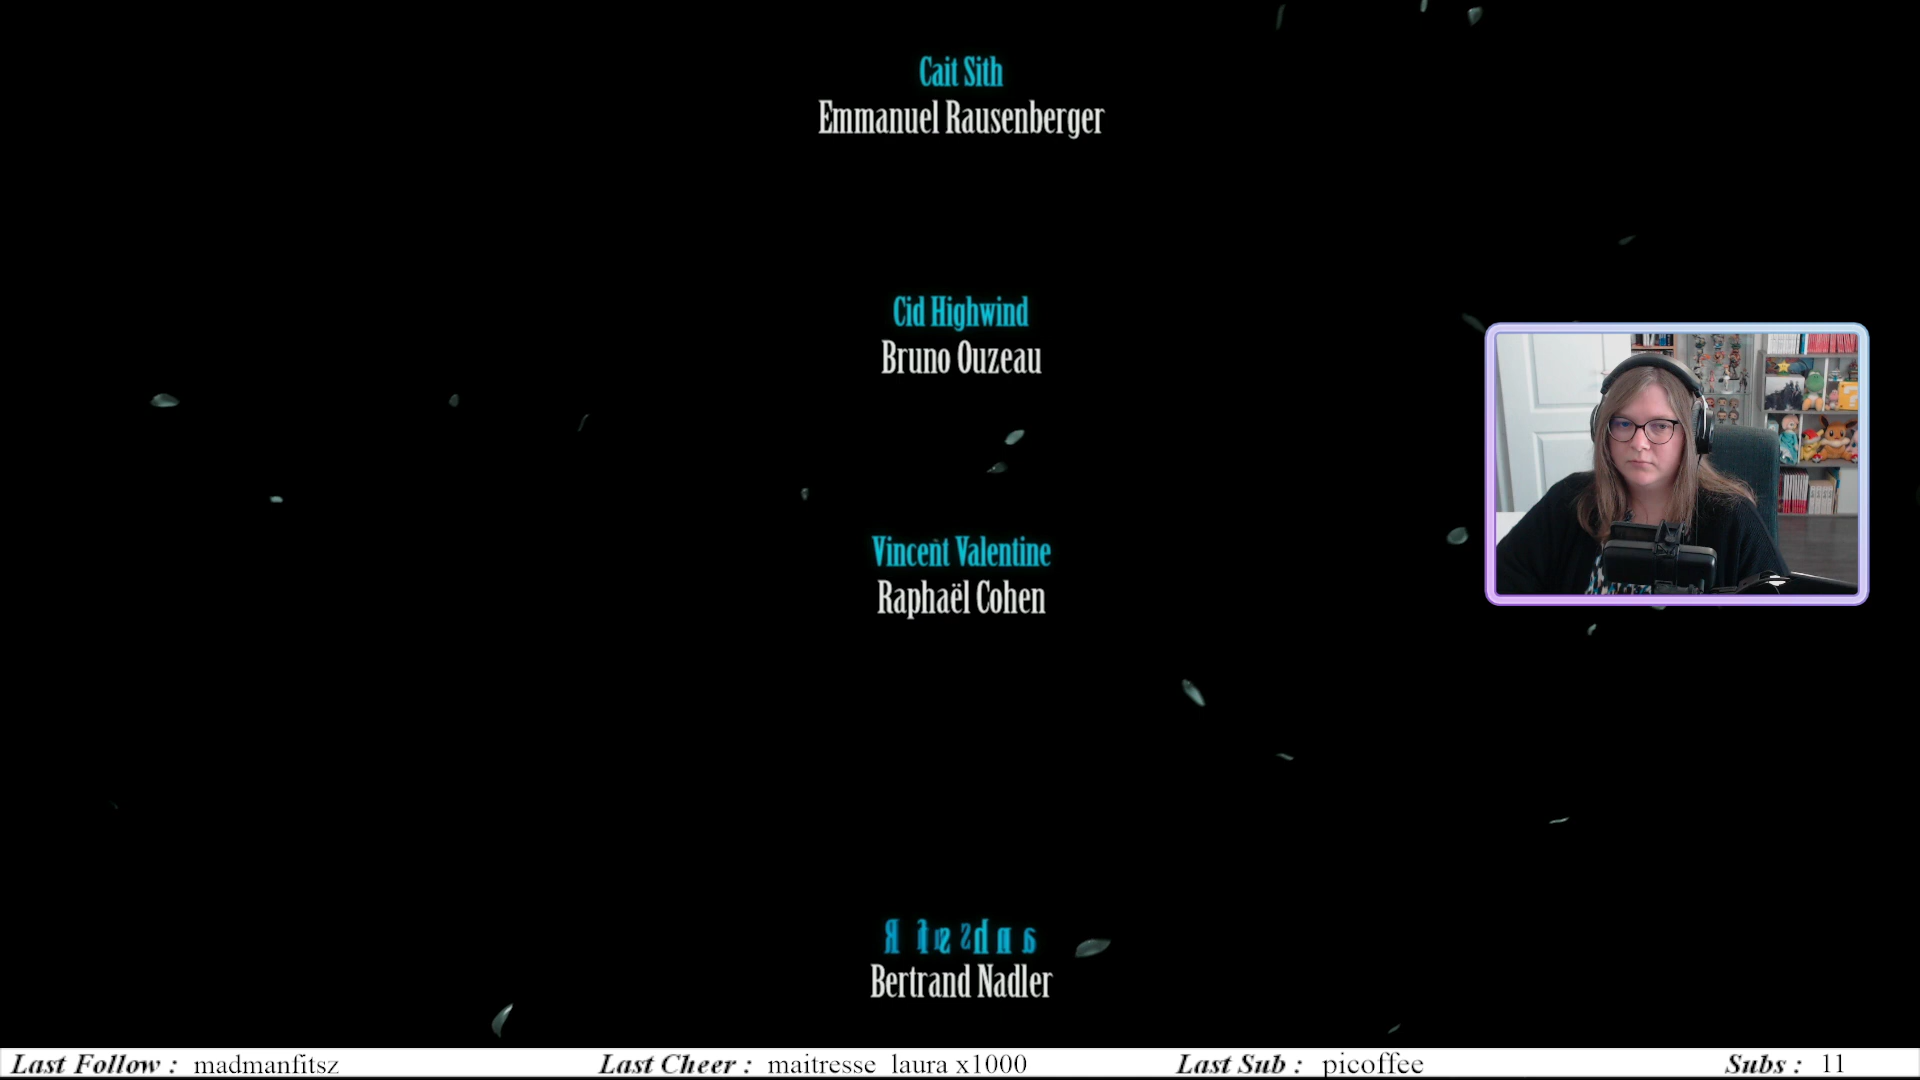 Cait Sith
Emmanuel Rausenberger
Cid Highwind
Bruno Ouzeau
Vincent Valentine
Raphaël Cohen
Bertrand Nadler
Last Follow : madmanfitsz
Last Cheer : maitresse laura x1000
Last Sub : picoffee
Subs : 11